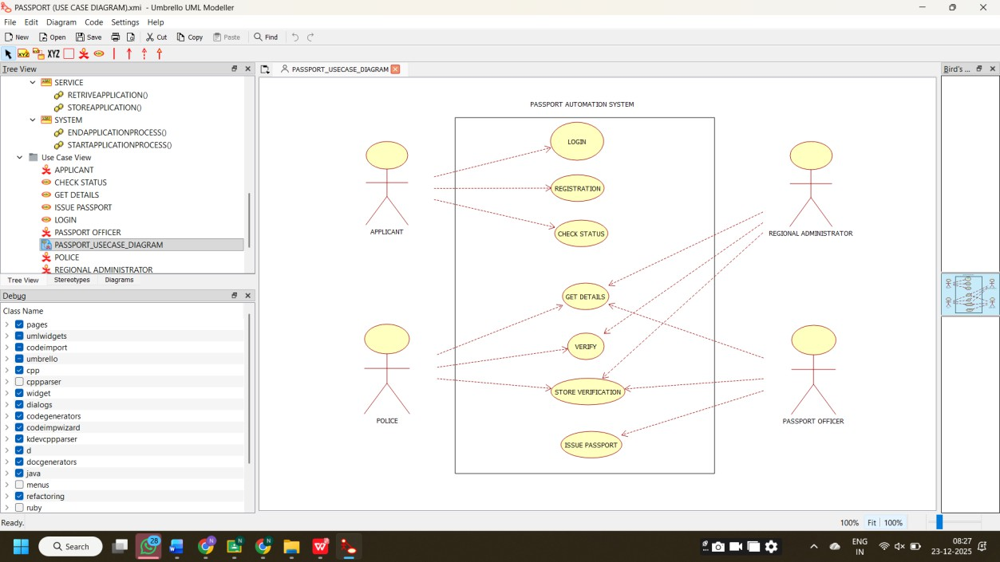 PASSPORT (USE CASE DIAGRAM).xmi - Umbrello UML Modeller
File Edit Diagram Code Settings Help
New Open Save Cut Copy Paste Find
XYZ
Tree View
SERVICE
RETRIVEAPPLICATION()
STOREAPPLICATION()
SYSTEM
ENDAPPLICATIONPROCESS()
STARTAPPLICATIONPROCESS()
Use Case View
APPLICANT
CHECK STATUS
GET DETAILS
ISSUE PASSPORT
LOGIN
PASSPORT OFFICER
PASSPORT_USECASE_DIAGRAM
POLICE
REGIONAL ADMINISTRATOR
Tree View Stereotypes Diagrams
Debug
Class Name
pages
umlwidgets
codeimport
umbrello
cpp
cppparser
widget
dialogs
codegenerators
codeimpwizard
kdevcppparser
d
docgenerators
java
menus
refactoring
ruby
PASSPORT_USECASE_DIAGRAM
PASSPORT AUTOMATION SYSTEM
LOGIN
REGISTRATION
CHECK STATUS
APPLICANT
REGIONAL ADMINISTRATOR
GET DETAILS
VERIFY
STORE VERIFICATION
ISSUE PASSPORT
POLICE
PASSPORT OFFICER
Bird's ...
Ready.
100% Fit 100%
Search
28
ENG
IN
08:27
23-12-2025